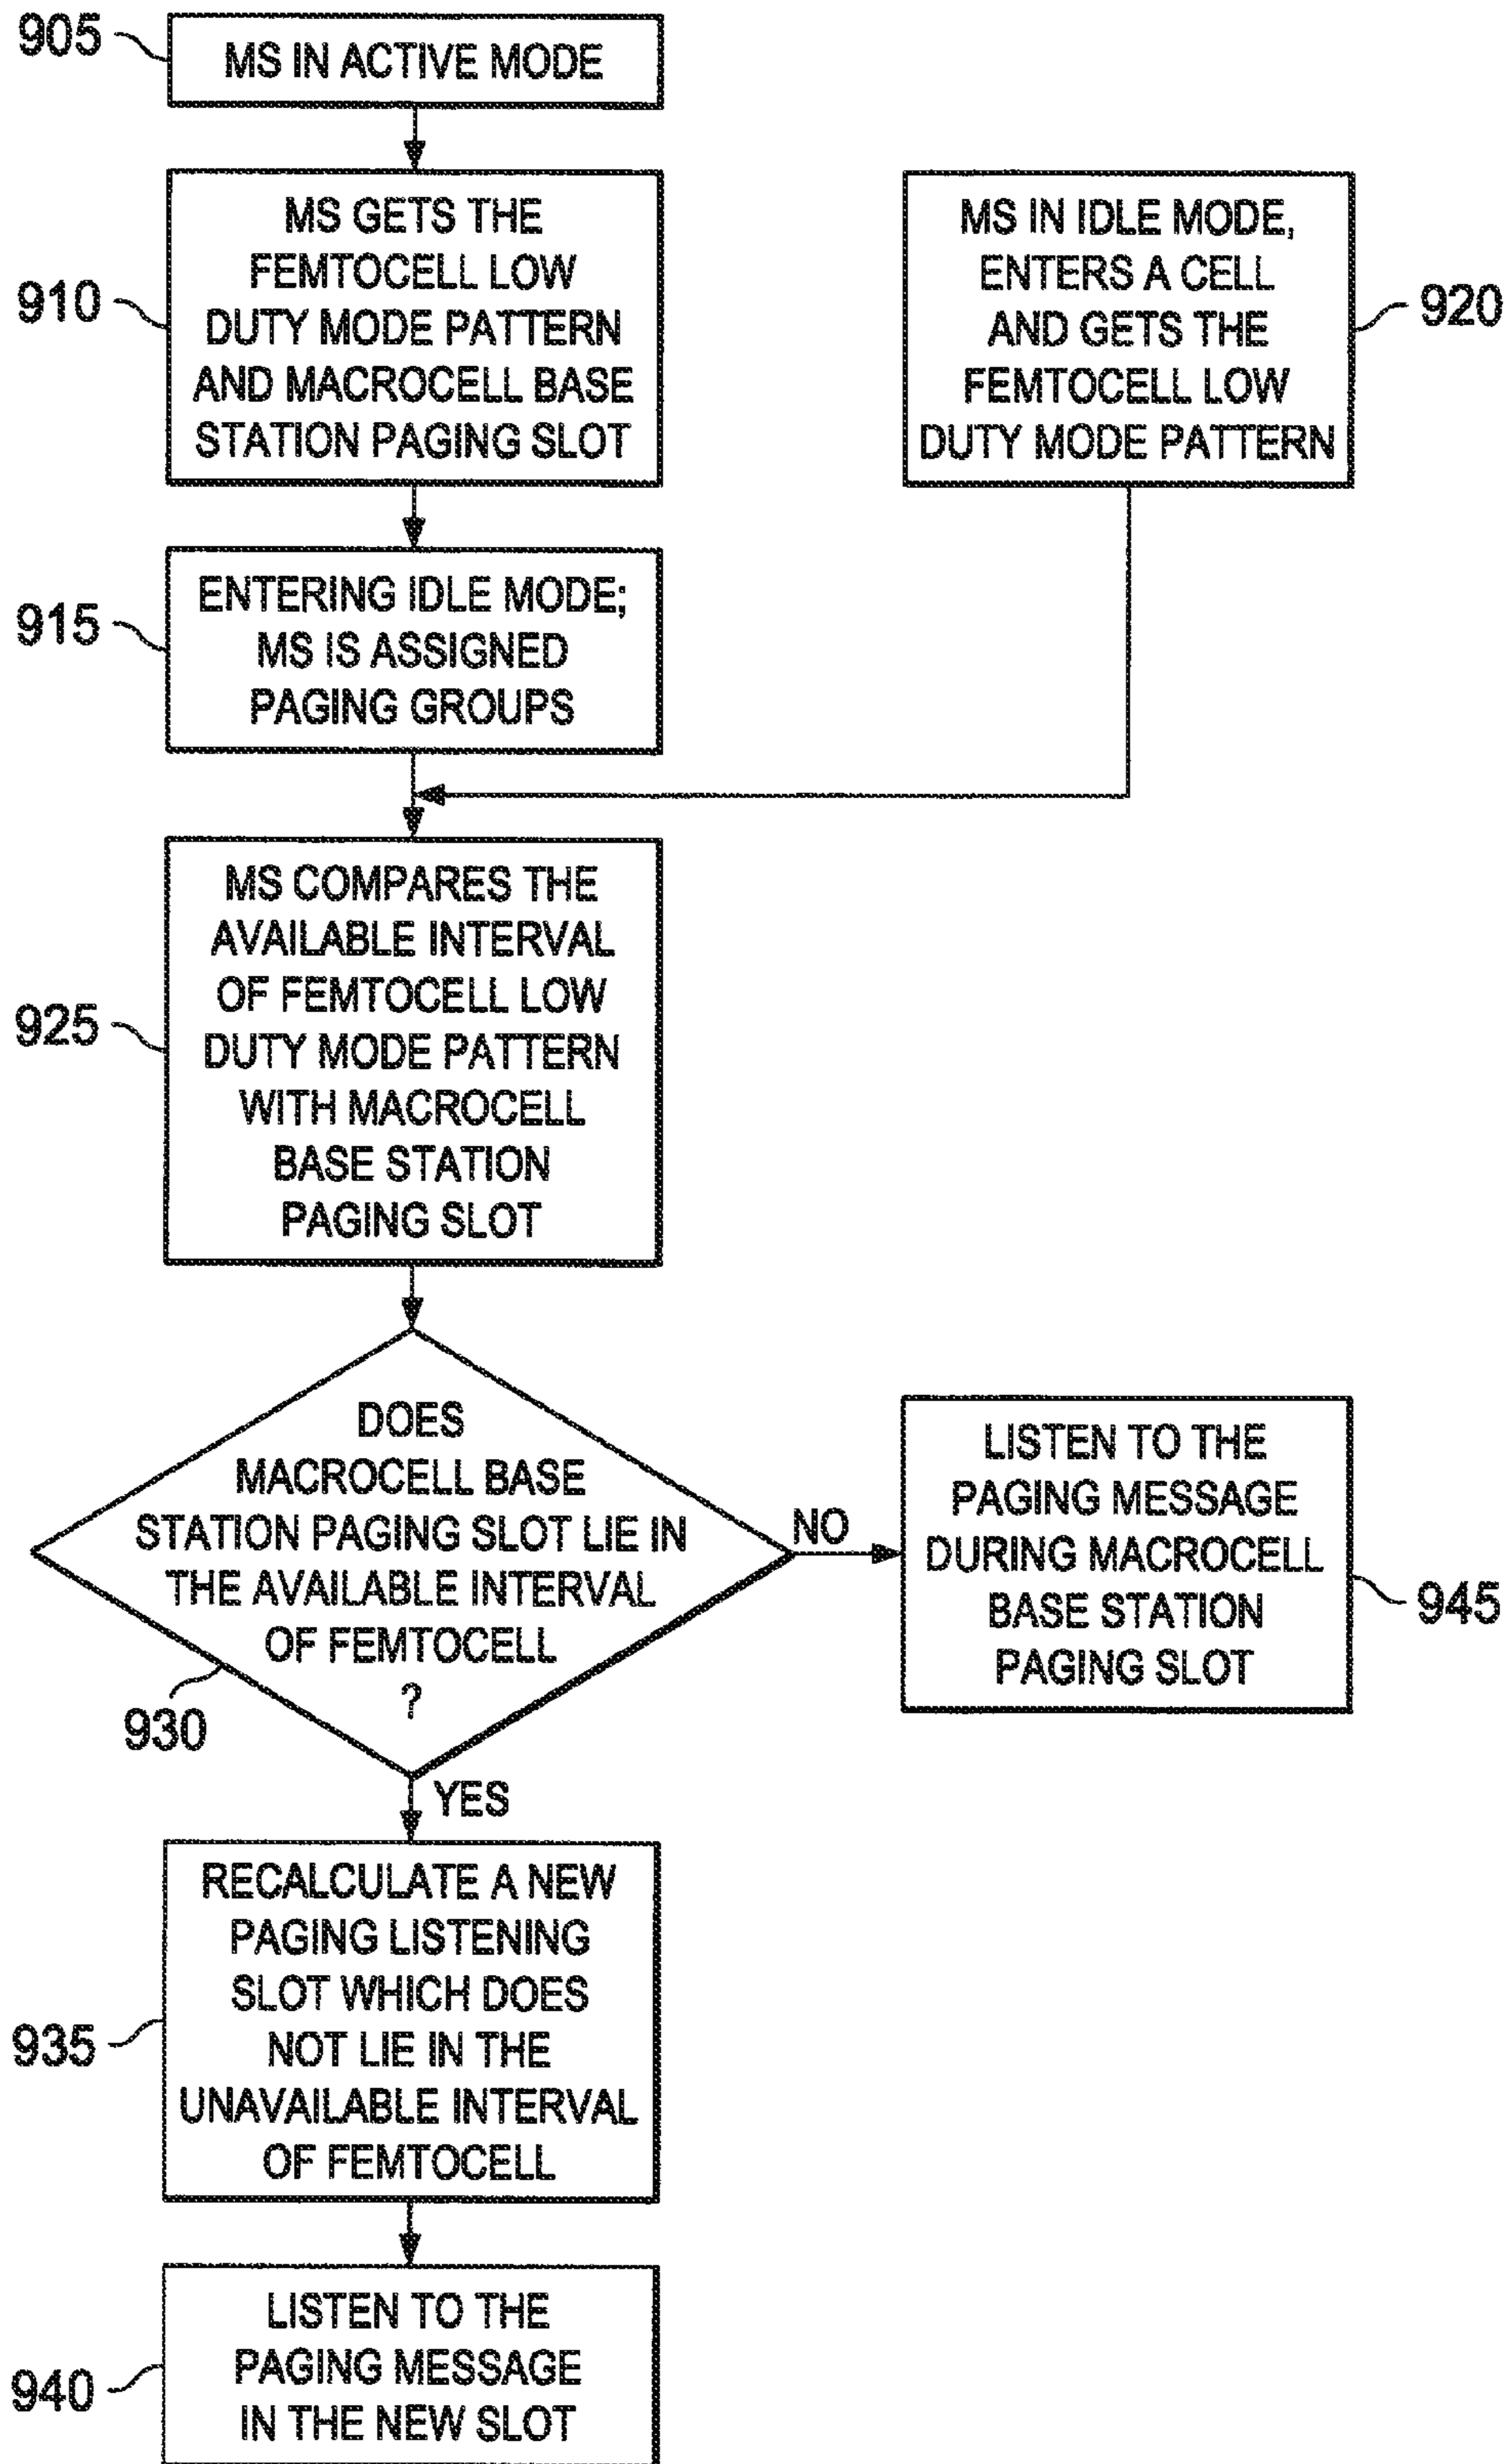 905
MS IN ACTIVE MODE
910
MS GETS THE
FEMTOCELL LOW
DUTY MODE PATTERN
AND MACROCELL BASE
STATION PAGING SLOT
MS IN IDLE MODE,
ENTERS A CELL
AND GETS THE
FEMTOCELL LOW
DUTY MODE PATTERN
920
915
ENTERING IDLE MODE;
MS IS ASSIGNED
PAGING GROUPS
925
MS COMPARES THE
AVAILABLE INTERVAL
OF FEMTOCELL LOW
DUTY MODE PATTERN
WITH MACROCELL
BASE STATION
PAGING SLOT
DOES
MACROCELL BASE
STATION PAGING SLOT LIE IN
THE AVAILABLE INTERVAL
OF FEMTOCELL
?
930
NO
LISTEN TO THE
PAGING MESSAGE
DURING MACROCELL
BASE STATION
PAGING SLOT
945
YES
935
RECALCULATE A NEW
PAGING LISTENING
SLOT WHICH DOES
NOT LIE IN THE
UNAVAILABLE INTERVAL
OF FEMTOCELL
940
LISTEN TO THE
PAGING MESSAGE
IN THE NEW SLOT